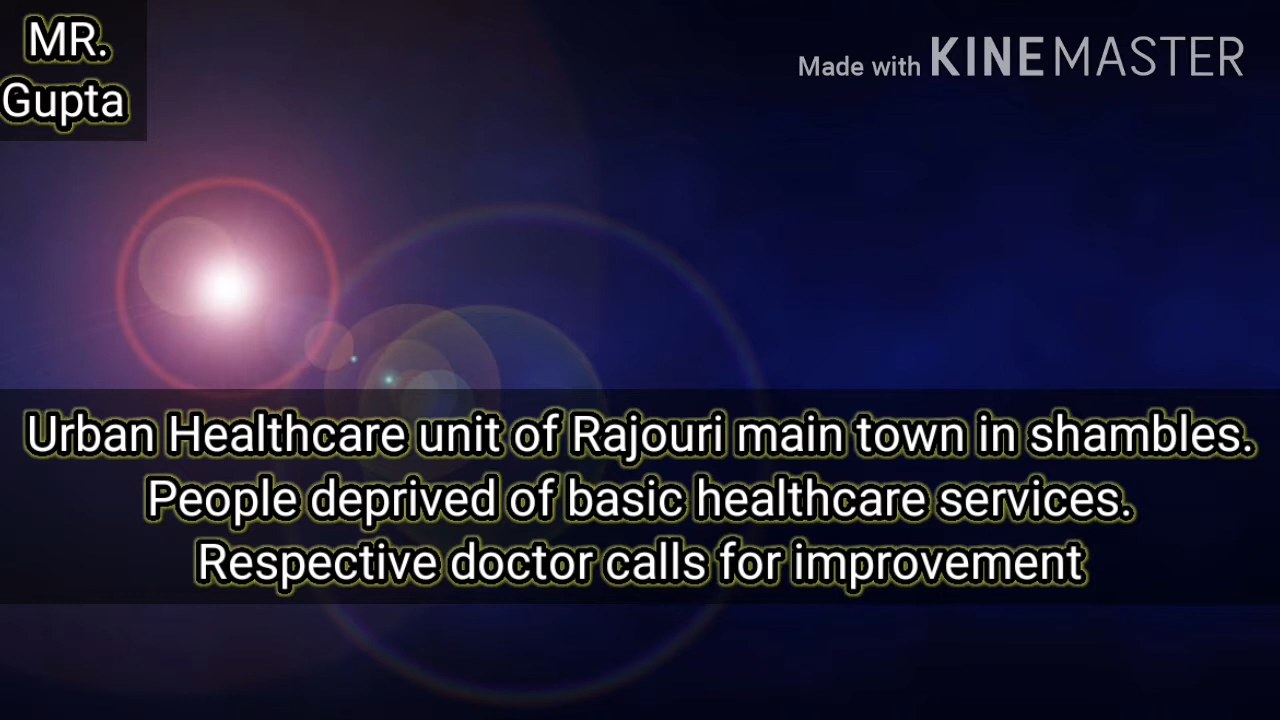 MR.
Gupta
Made with KINEMASTER
Urban Healthcare unit of Rajouri main town in shambles.
People deprived of basic healthcare services.
Respective doctor calls for improvement